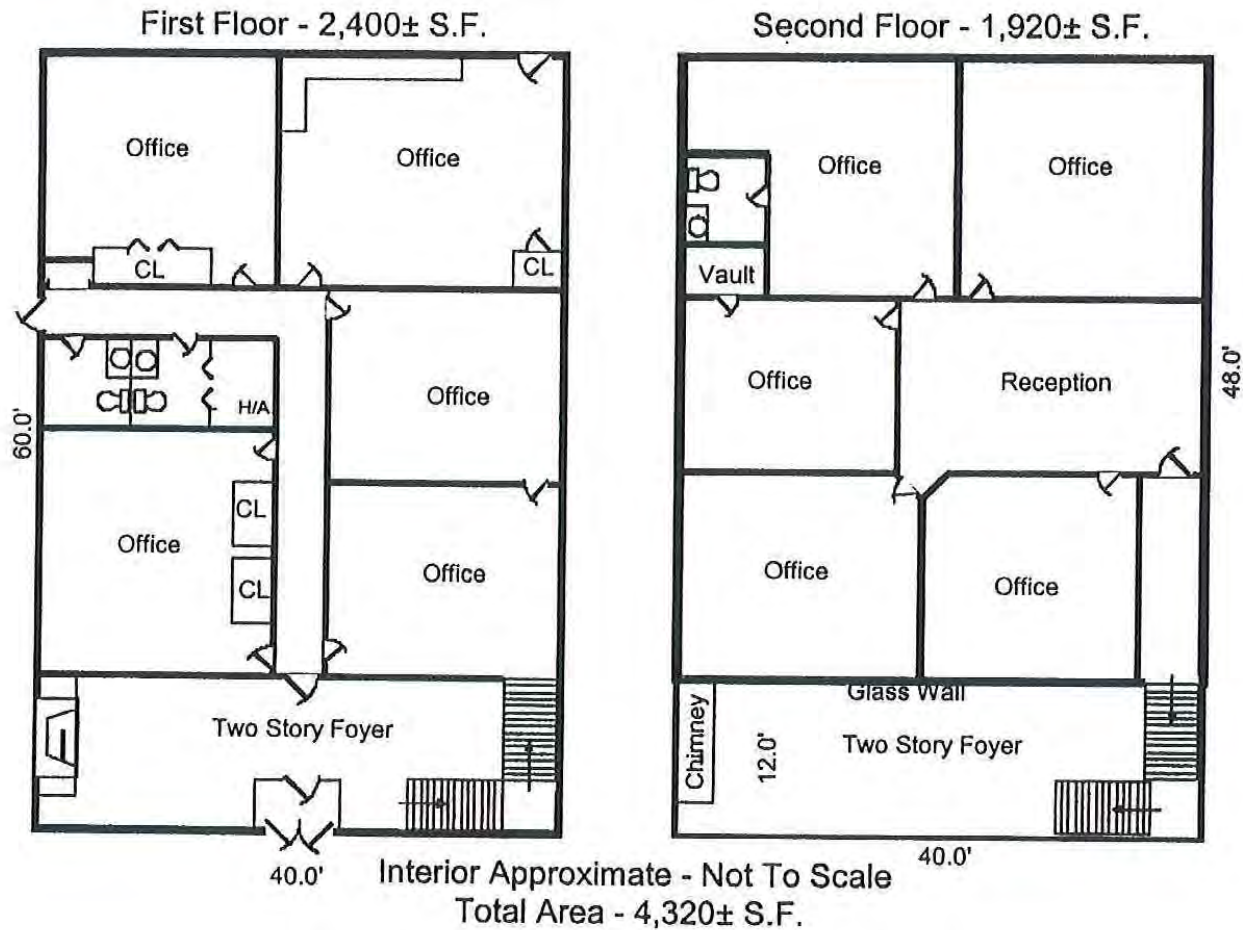 First Floor - 2,400± S.F.
Office
Office
CL
CL
H/A
Office
60.0'
CL
Office
CL
Office
Two Story Foyer
40.0'
Second Floor - 1,920± S.F.
Office
Office
Vault
Office
Reception
48.0'
Office
Office
Glass Wall
Chimney
12.0'
Two Story Foyer
40.0'
Interior Approximate - Not To Scale
Total Area - 4,320± S.F.